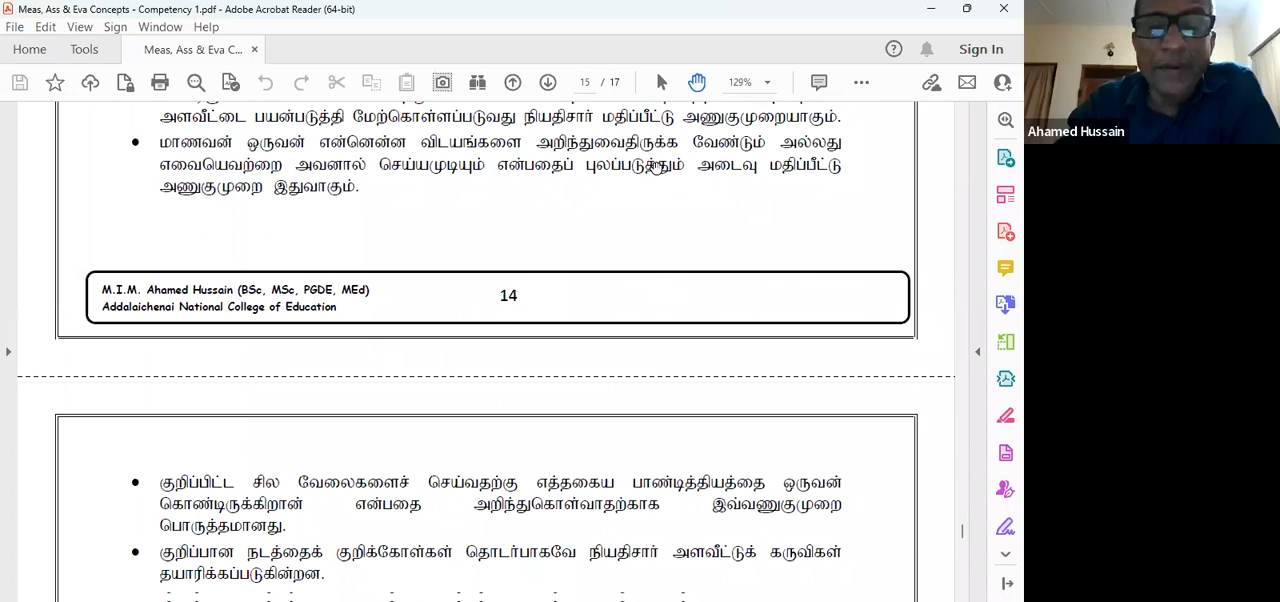 Meas, Ass & Eva Concepts - Competency 1.pdf - Adobe Acrobat Reader (64-bit)
File Edit View Sign Window Help
Home Tools Meas, Ass & Eva C... × Sign In
15 / 17 129%
அளவீட்டை பயன்படுத்தி மேற்கொள்ளப்படுவது நியதிசார் மதிப்பீட்டு அணுகுமுறையாகும்.
• மாணவன் ஒருவன் என்னென்ன விடயங்களை அறிந்துவைதிருக்க வேண்டும் அல்லது
எவையெவற்றை அவனால் செய்யமுடியும் என்பதைப் புலப்படுத்தும் அடைவு மதிப்பீட்டு
அணுகுமுறை இதுவாகும்.
M.I.M. Ahamed Hussain (BSc, MSc, PGDE, MEd)
Addalaichenai National College of Education
14
• குறிப்பிட்ட சில வேலைகளைச் செய்வதற்கு எத்தகைய பாண்டித்தியத்தை ஒருவன்
கொண்டிருக்கிறான் என்பதை அறிந்துகொள்வாதற்காக இவ்வணுகுமுறை
பொருத்தமானது.
• குறிப்பான நடத்தைக் குறிக்கோள்கள் தொடர்பாகவே நியதிசார் அளவீட்டுக் கருவிகள்
தயாரிக்கப்படுகின்றன.
Ahamed Hussain